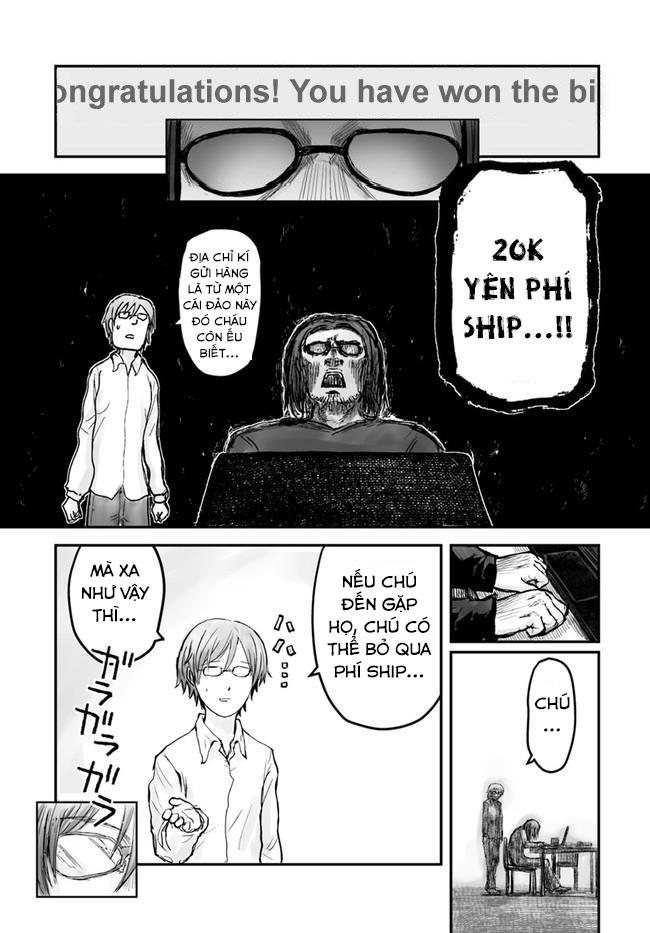 ongratulations! You have won the bi
20K
YÊN PHÍ
SHIP...!!
ĐỊA CHỈ KÍ
GỬI HÀNG
LÀ TỪ MỘT
CÁI ĐẢO NÀY
ĐÓ CHÁU
CÒN ẾU
BIẾT...
CHÚ
...
NẾU CHÚ
ĐẾN GẶP
HỌ, CHÚ CÓ
THỂ BỎ QUA
PHÍ SHIP...
MÀ XA
NHƯ VẬY
THÌ...
ガラガラガラ